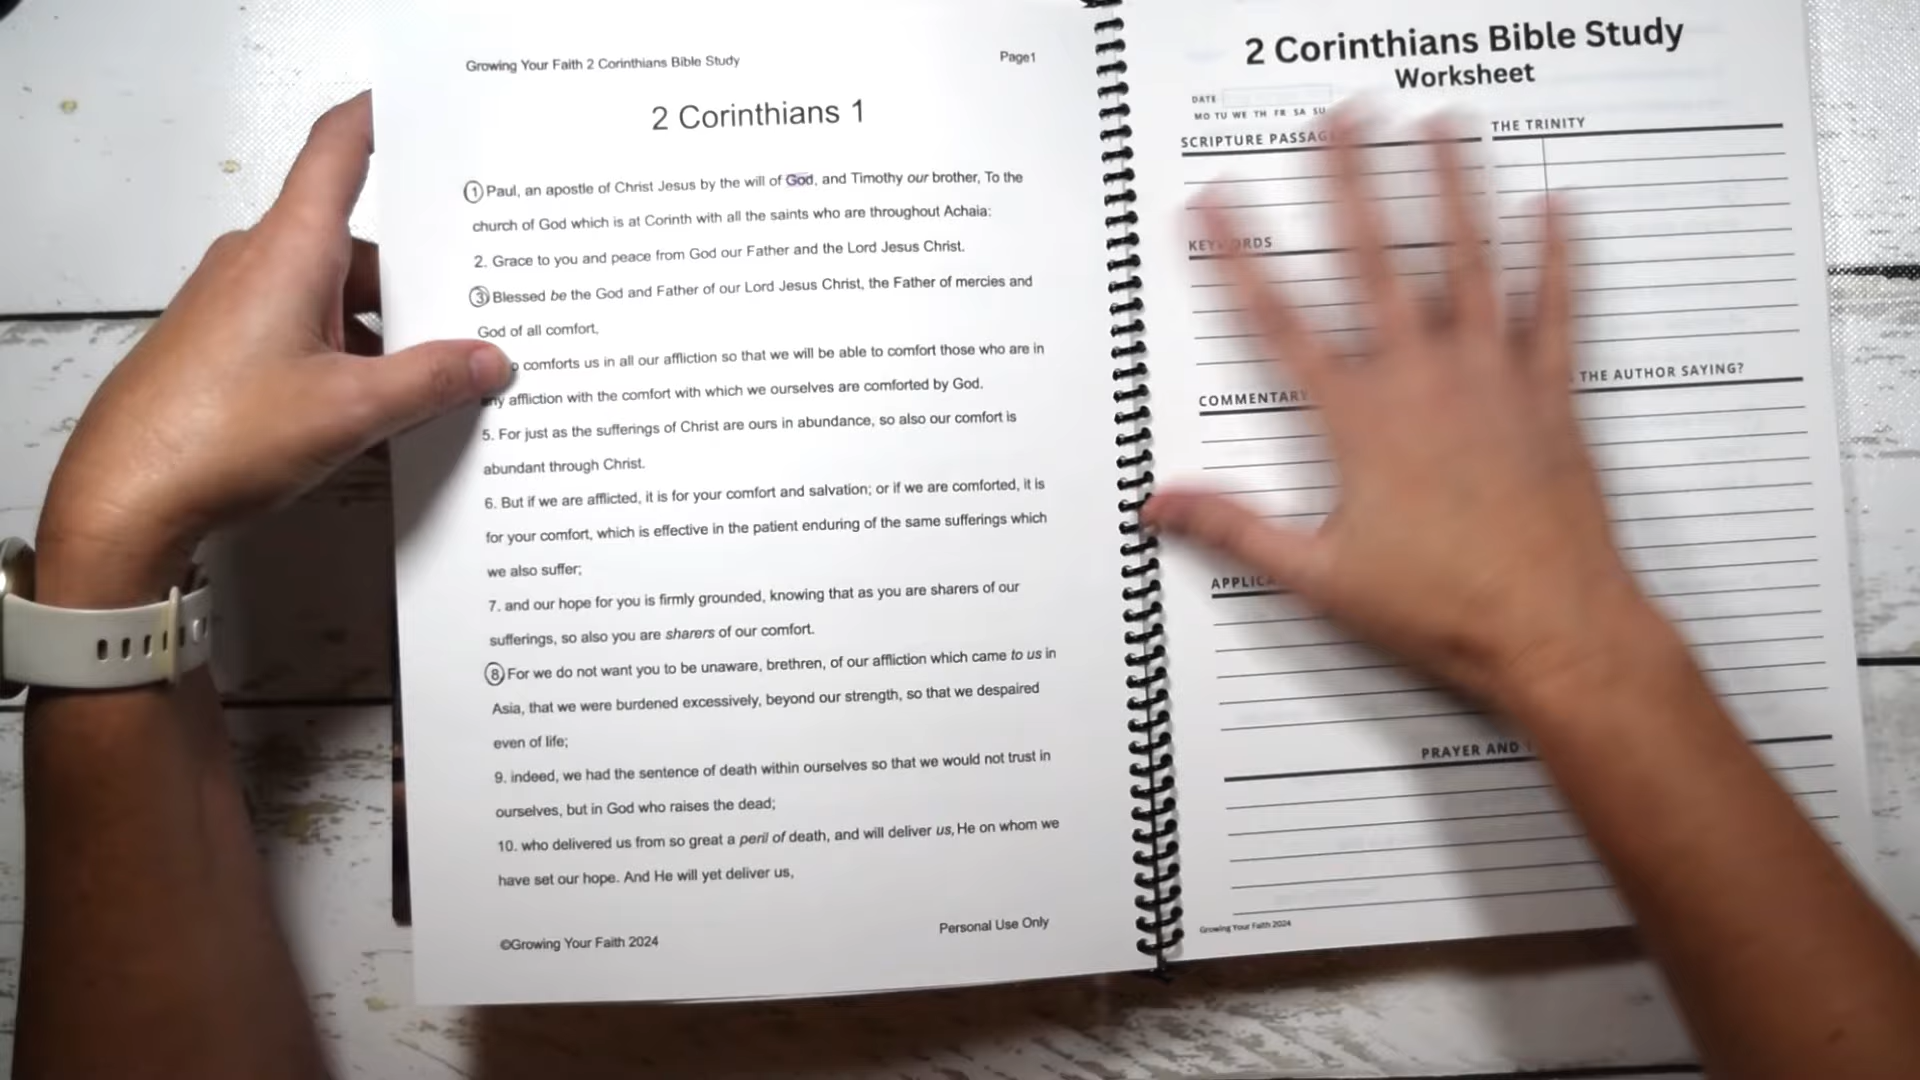 Growing Your Faith 2 Corinthians Bible Study
Page1
2 Corinthians 1
1 Paul, an apostle of Christ Jesus by the will of God, and Timothy our brother, To the
church of God which is at Corinth with all the saints who are throughout Achaia:
2. Grace to you and peace from God our Father and the Lord Jesus Christ.
3 Blessed be the God and Father of our Lord Jesus Christ, the Father of mercies and
God of all comfort,
comforts us in all our affliction so that we will be able to comfort those who are in
any affliction with the comfort with which we ourselves are comforted by God.
5. For just as the sufferings of Christ are ours in abundance, so also our comfort is
abundant through Christ.
6. But if we are afflicted, it is for your comfort and salvation; or if we are comforted, it is
for your comfort, which is effective in the patient enduring of the same sufferings which
we also suffer;
7. and our hope for you is firmly grounded, knowing that as you are sharers of our
sufferings, so also you are sharers of our comfort.
8 For we do not want you to be unaware, brethren, of our affliction which came to us in
Asia, that we were burdened excessively, beyond our strength, so that we despaired
even of life;
9. indeed, we had the sentence of death within ourselves so that we would not trust in
ourselves, but in God who raises the dead;
10. who delivered us from so great a peril of death, and will deliver us, He on whom we
have set our hope. And He will yet deliver us,
©Growing Your Faith 2024
Personal Use Only
2 Corinthians Bible Study
Worksheet
DATE
MO TU WE TH FR SA SU
SCRIPTURE PASSAG
THE TRINITY
KEYWORDS
COMMENTARY
THE AUTHOR SAYING?
APPLICA
PRAYER AND
Growing Your Faith 2024